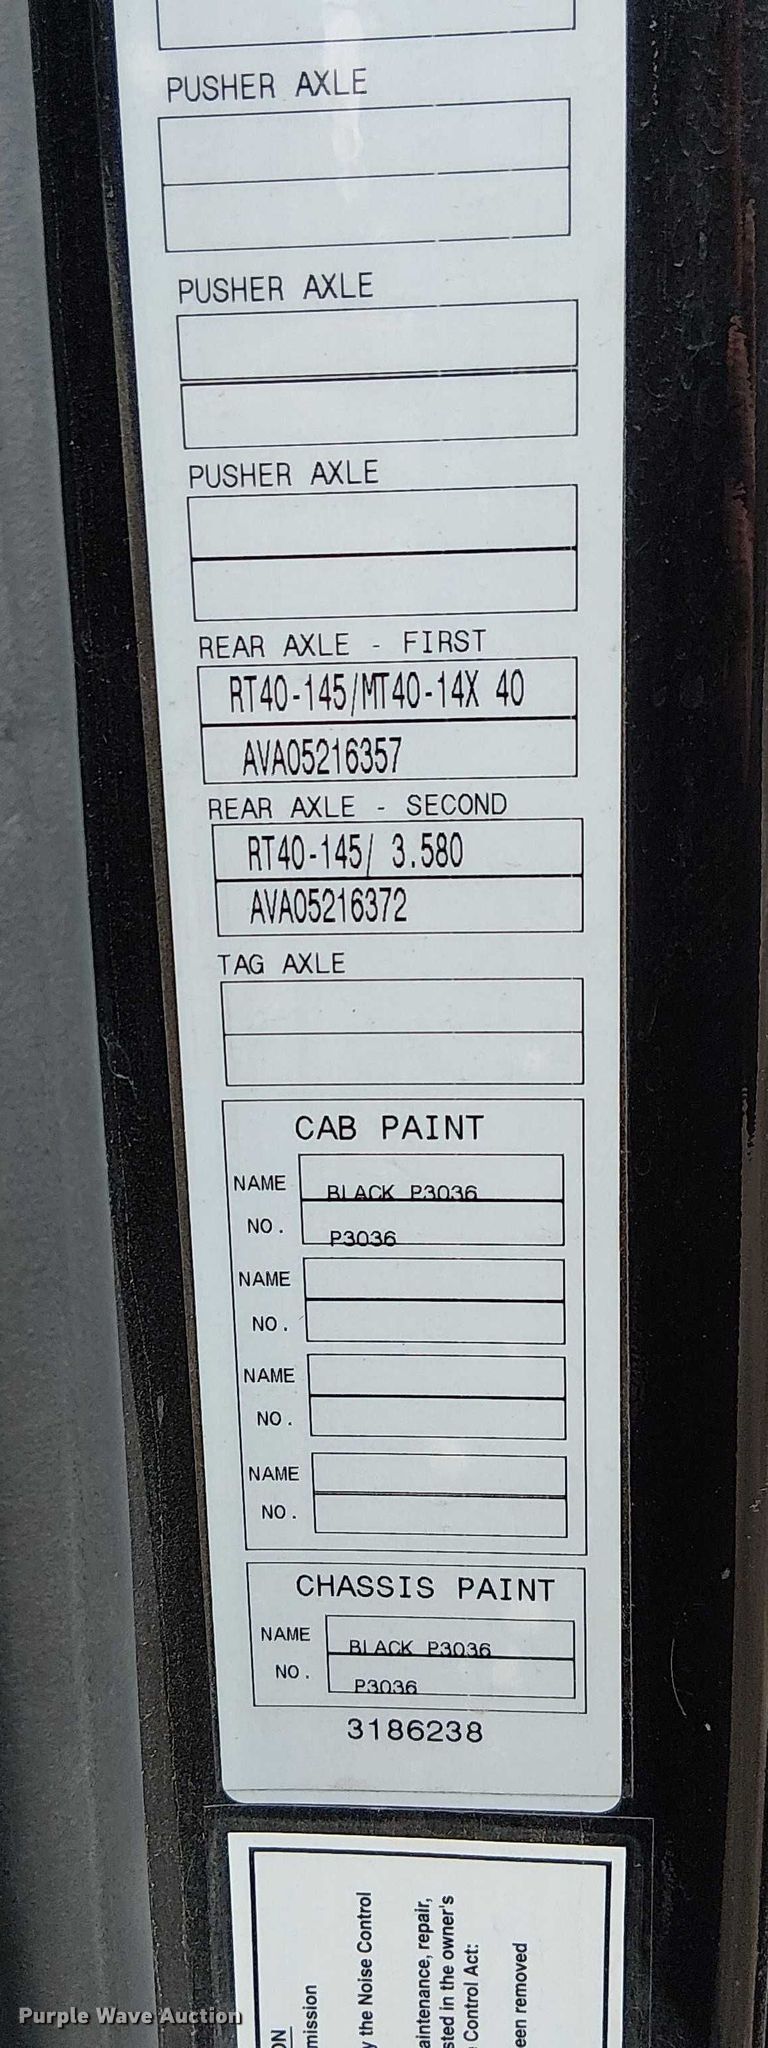 PUSHER AXLE
PUSHER AXLE
PUSHER AXLE
REAR AXLE - FIRST
RT40-145/MT40-14X 40
AVA05216357
REAR AXLE - SECOND
RT40-145/ 3.580
AVA05216372
TAG AXLE
CAB PAINT
NAME BLACK P3036
NO. P3036
NAME
NO.
NAME
NO.
NAME
NO.
CHASSIS PAINT
NAME BLACK P3036
NO. P3036
3186238
ON
mission
y the Noise Control
aintenance, repair,
sted in the owner's
Control Act:
een removed
Purple Wave Auction